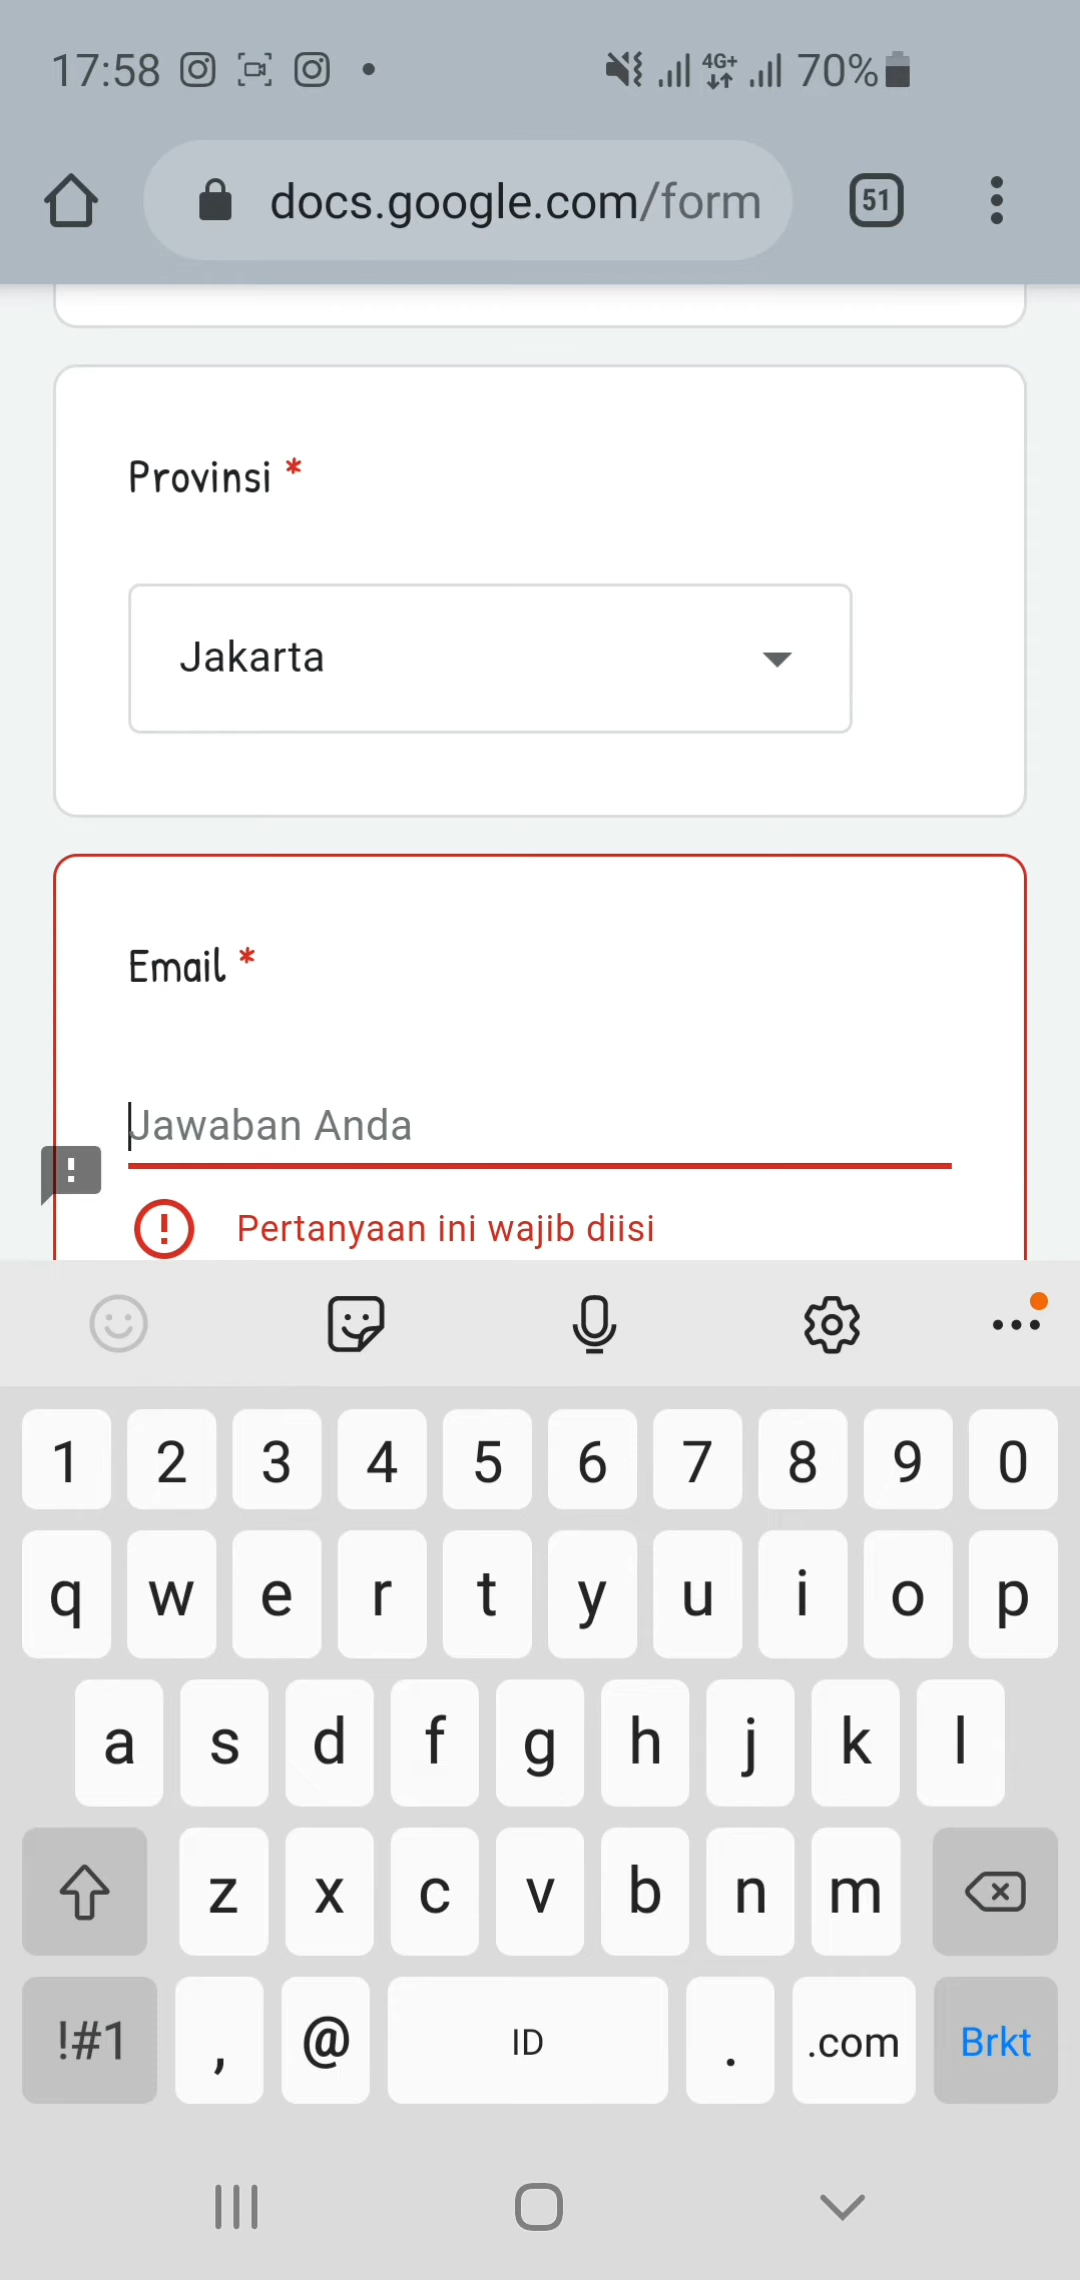 17:58 4G+ 70%
docs.google.com/form 51
Provinsi *
Jakarta
Email *
Jawaban Anda
Pertanyaan ini wajib diisi
1 2 3 4 5 6 7 8 9 0
q w e r t y u i o p
a s d f g h j k l
z x c v b n m
!#1 , @ ID . .com Brkt